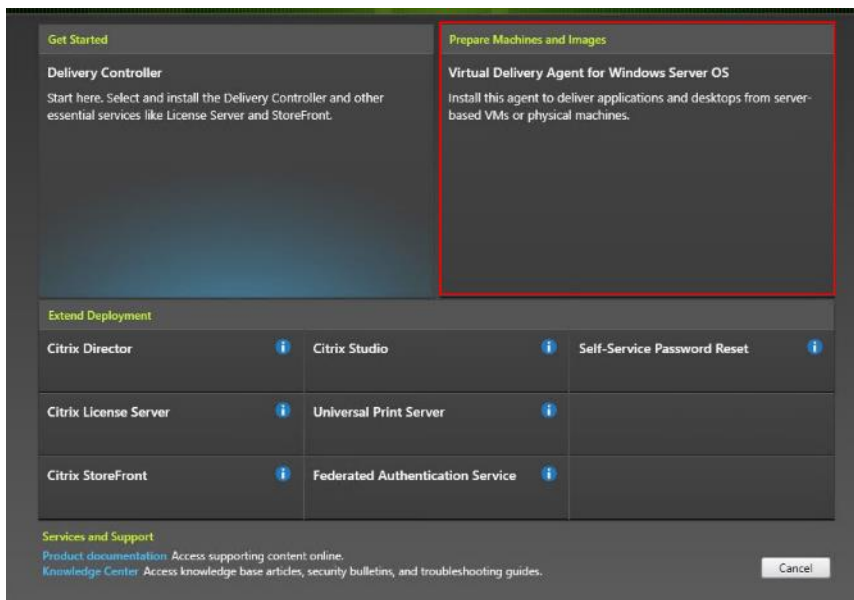 Get Started
Prepare Machines and Images
Delivery Controller
Start here. Select and install the Delivery Controller and other
essential services like License Server and StoreFront.
Virtual Delivery Agent for Windows Server OS
Install this agent to deliver applications and desktops from server-
based VMs or physical machines.
Extend Deployment
Citrix Director
Citrix Studio
Self-Service Password Reset
Citrix License Server
Universal Print Server
Citrix StoreFront
Federated Authentication Service
Services and Support
Product documentation Access supporting content online.
Knowledge Center Access knowledge base articles, security bulletins, and troubleshooting guides.
Cancel